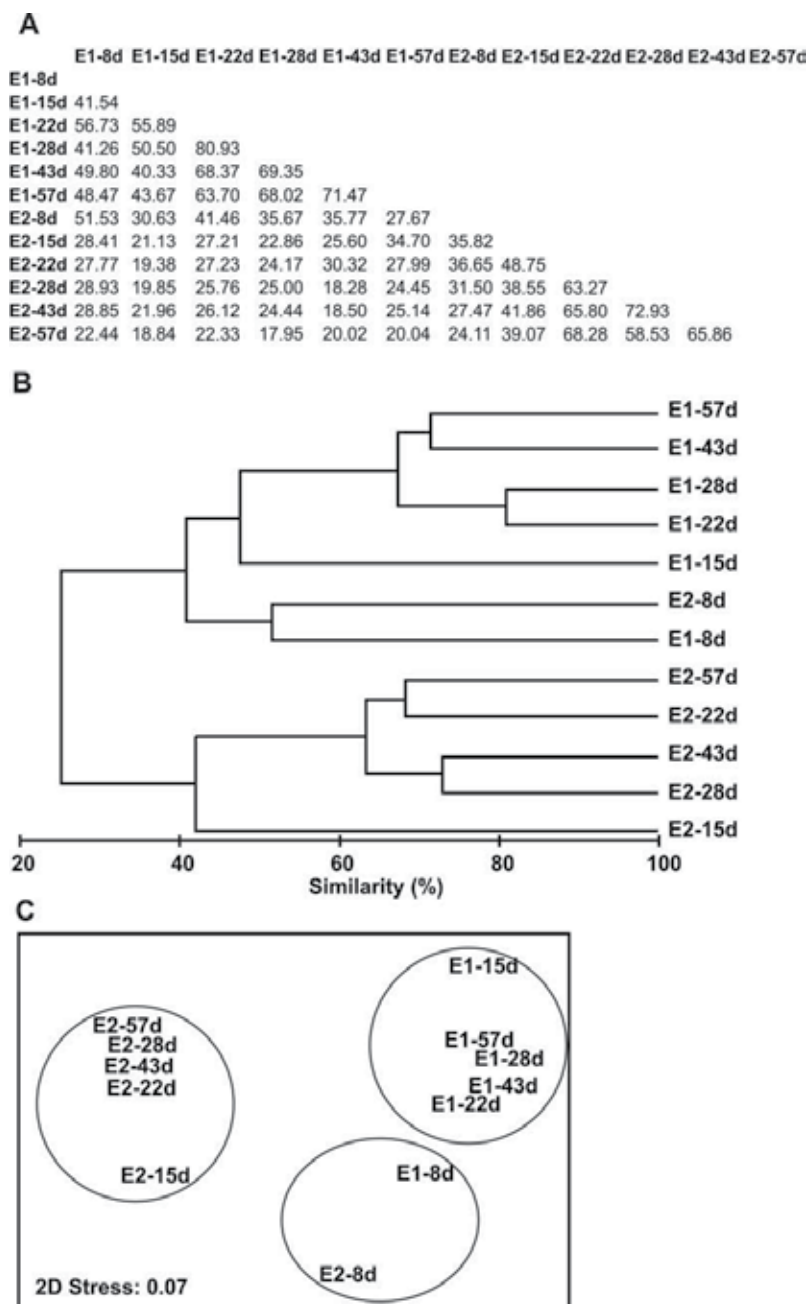 A
E1-8d E1-15d E1-22d E1-28d E1-43d E1-57d E2-8d E2-15d E2-22d E2-28d E2-43d E2-57d
E1-8d
E1-15d 41.54
E1-22d 56.73 55.89
E1-28d 41.26 50.50 80.93
E1-43d 49.80 40.33 68.37 69.35
E1-57d 48.47 43.67 63.70 68.02 71.47
E2-8d 51.53 30.63 41.46 35.67 35.77 27.67
E2-15d 28.41 21.13 27.21 22.86 25.60 34.70 35.82
E2-22d 27.77 19.38 27.23 24.17 30.32 27.99 36.65 48.75
E2-28d 28.93 19.85 25.76 25.00 18.28 24.45 31.50 38.55 63.27
E2-43d 28.85 21.96 26.12 24.44 18.50 25.14 27.47 41.86 65.80 72.93
E2-57d 22.44 18.84 22.33 17.95 20.02 20.04 24.11 39.07 68.28 58.53 65.86
B
E1-57d
E1-43d
E1-28d
E1-22d
E1-15d
E2-8d
E1-8d
E2-57d
E2-22d
E2-43d
E2-28d
E2-15d
20 40 60 80 100
Similarity (%)
C
E1-15d
E2-57d
E1-57d
E2-28d
E1-28d
E2-43d
E1-43d
E2-22d
E1-22d
E2-15d
E1-8d
E2-8d
2D Stress: 0.07